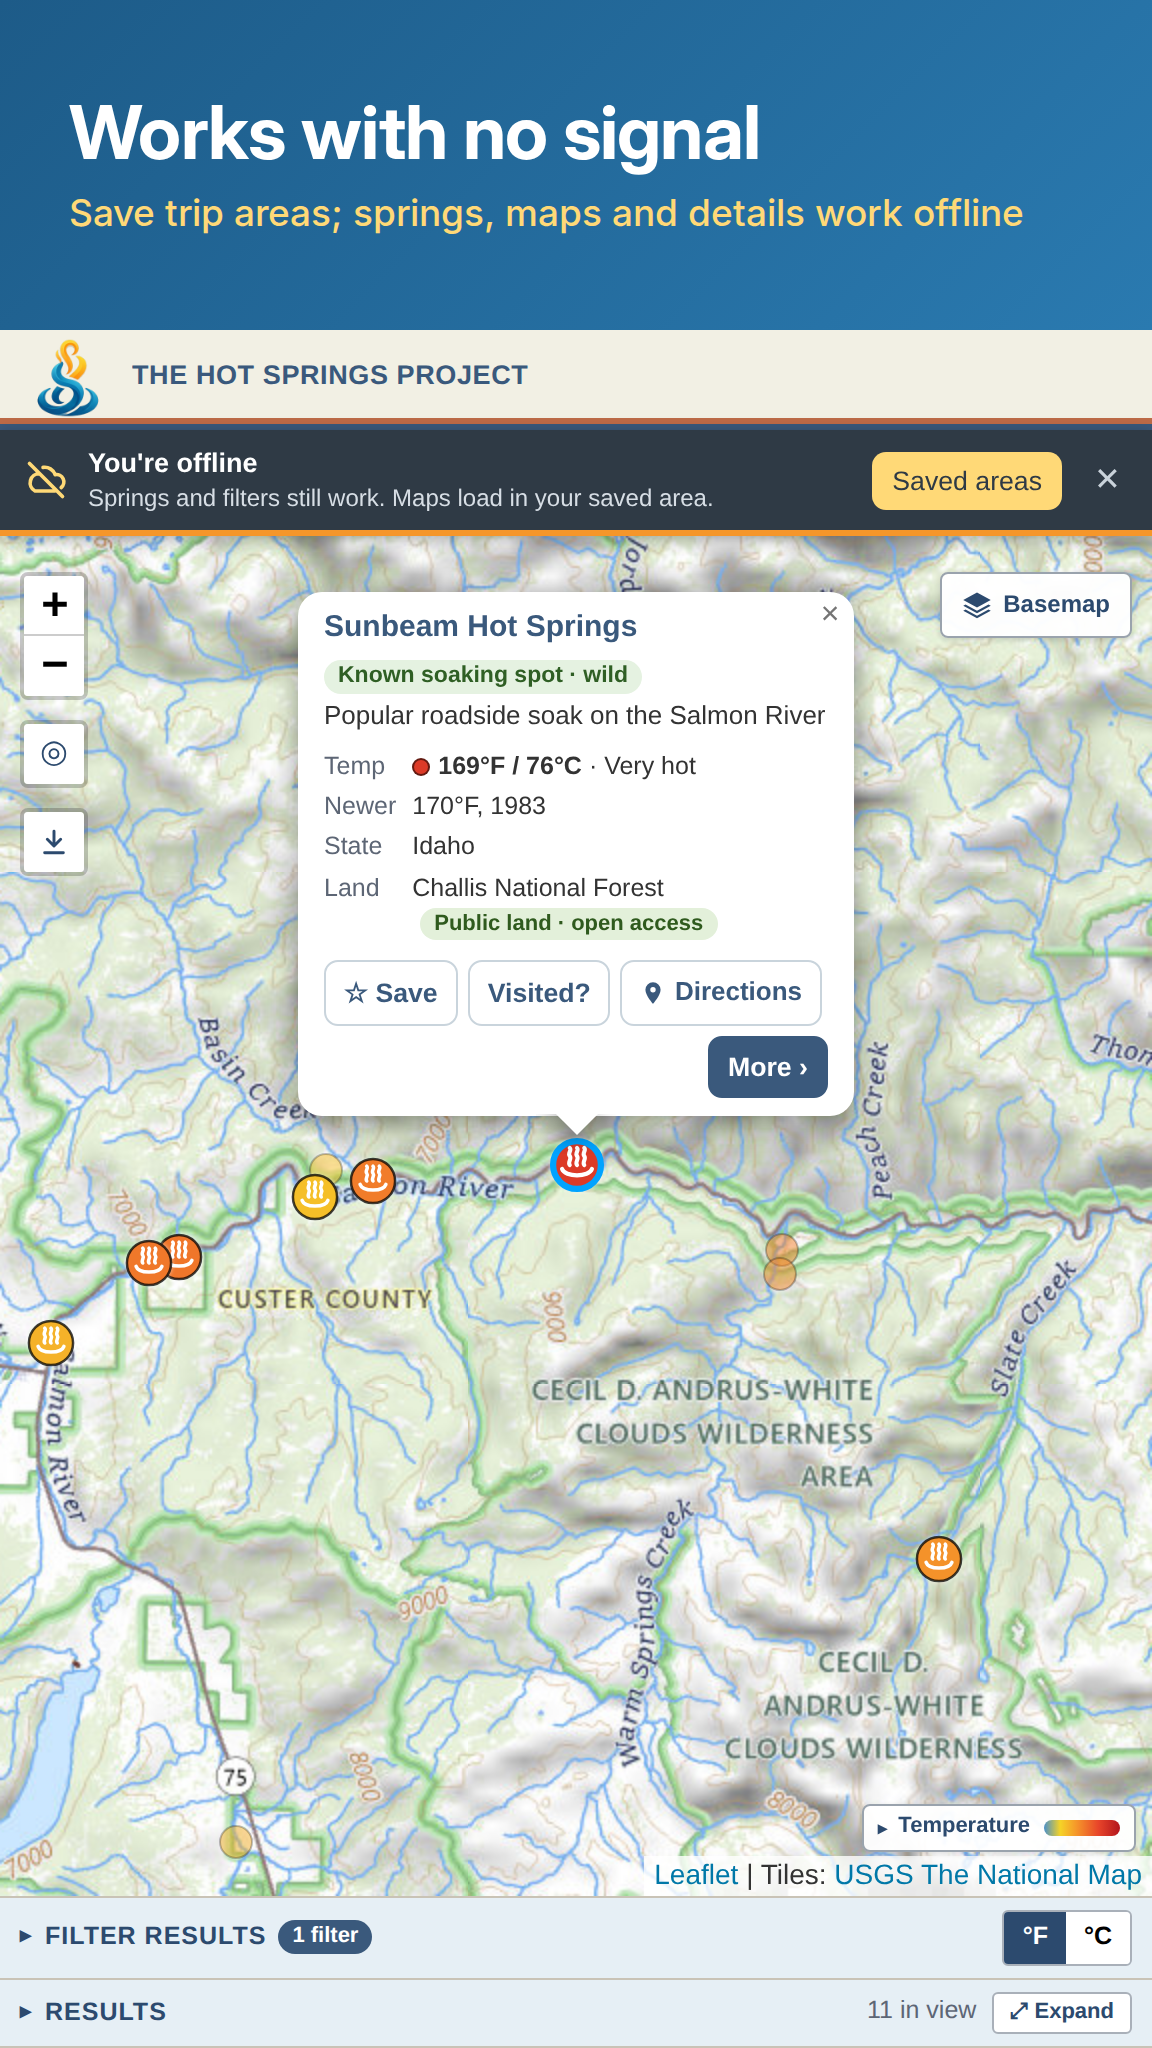 Works with no signal
Save trip areas; springs, maps and details work offline
THE HOT SPRINGS PROJECT
You're offline
Springs and filters still work. Maps load in your saved area.
Saved areas
×
+
−
Basemap
Sunbeam Hot Springs
×
Known soaking spot · wild
Popular roadside soak on the Salmon River
Temp 169°F / 76°C · Very hot
Newer 170°F, 1983
State Idaho
Land Challis National Forest
Public land · open access
☆ Save
Visited?
Directions
More ›
Basin Creek
Peach Creek
7000
7000
River
CUSTER COUNTY
9000
Slate Creek
CECIL D. ANDRUS-WHITE
CLOUDS WILDERNESS
AREA
River
Warm Springs Creek
9000
CECIL D.
ANDRUS-WHITE
CLOUDS WILDERNESS
75
8000
8000
7000
▸ Temperature
Leaflet | Tiles: USGS The National Map
▸ FILTER RESULTS 1 filter
°F °C
▸ RESULTS
11 in view
Expand